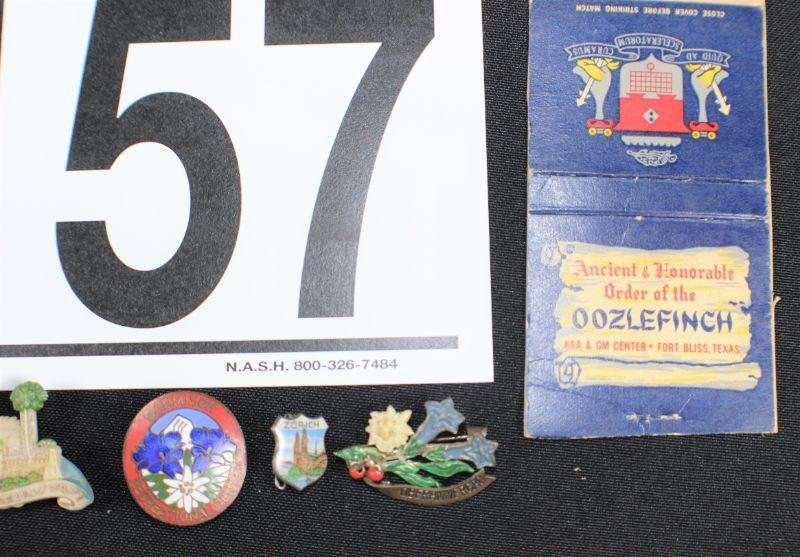 57
N.A.S.H. 800-326-7484
CLOSE COVER BEFORE STRIKING MATCH
QUID AD SCELERATORUM CURAMUS
Ancient & Honorable
Order of the
OOZLEFINCH
AAA & GM CENTER • FORT BLISS, TEXAS
ZÜRICH